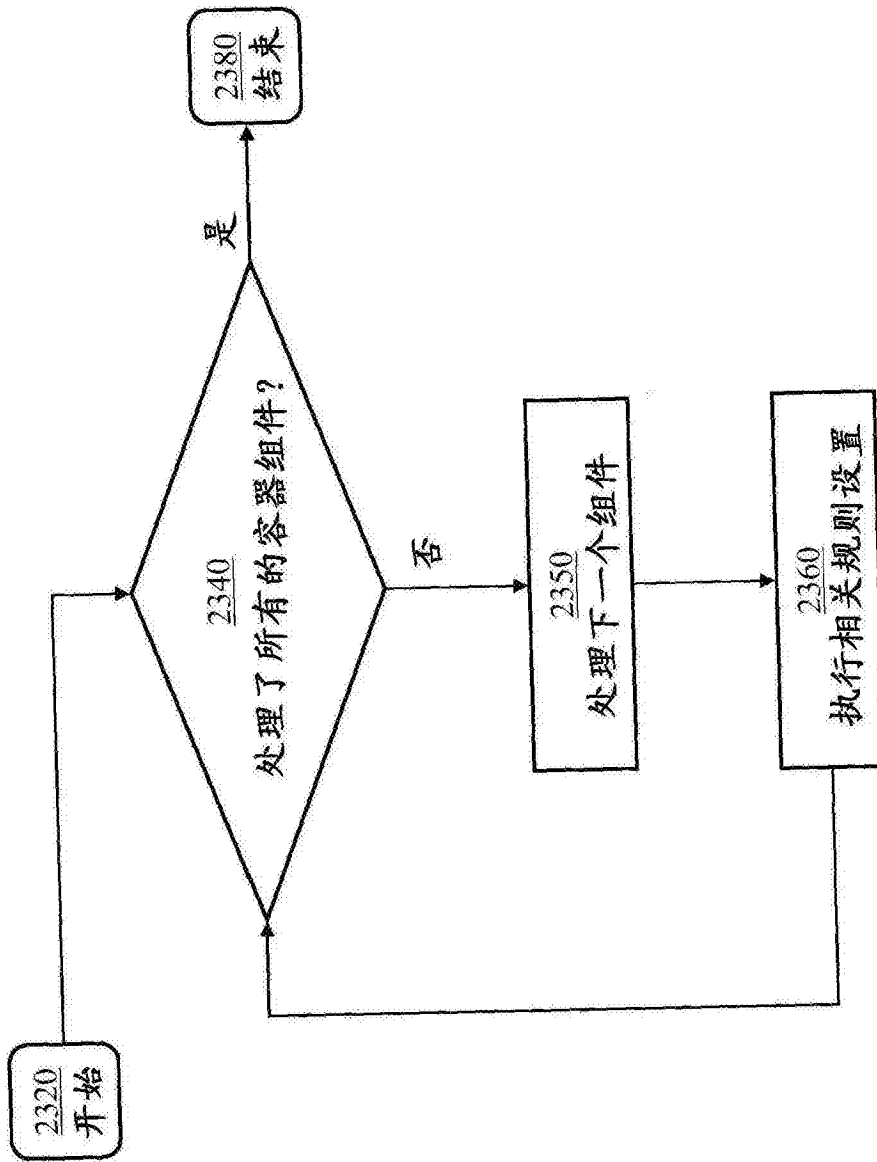 2320
开始
2340
处理了所有的容器组件?
是
2380
结束
否
2350
处理下一个组件
2360
执行相关规则设置